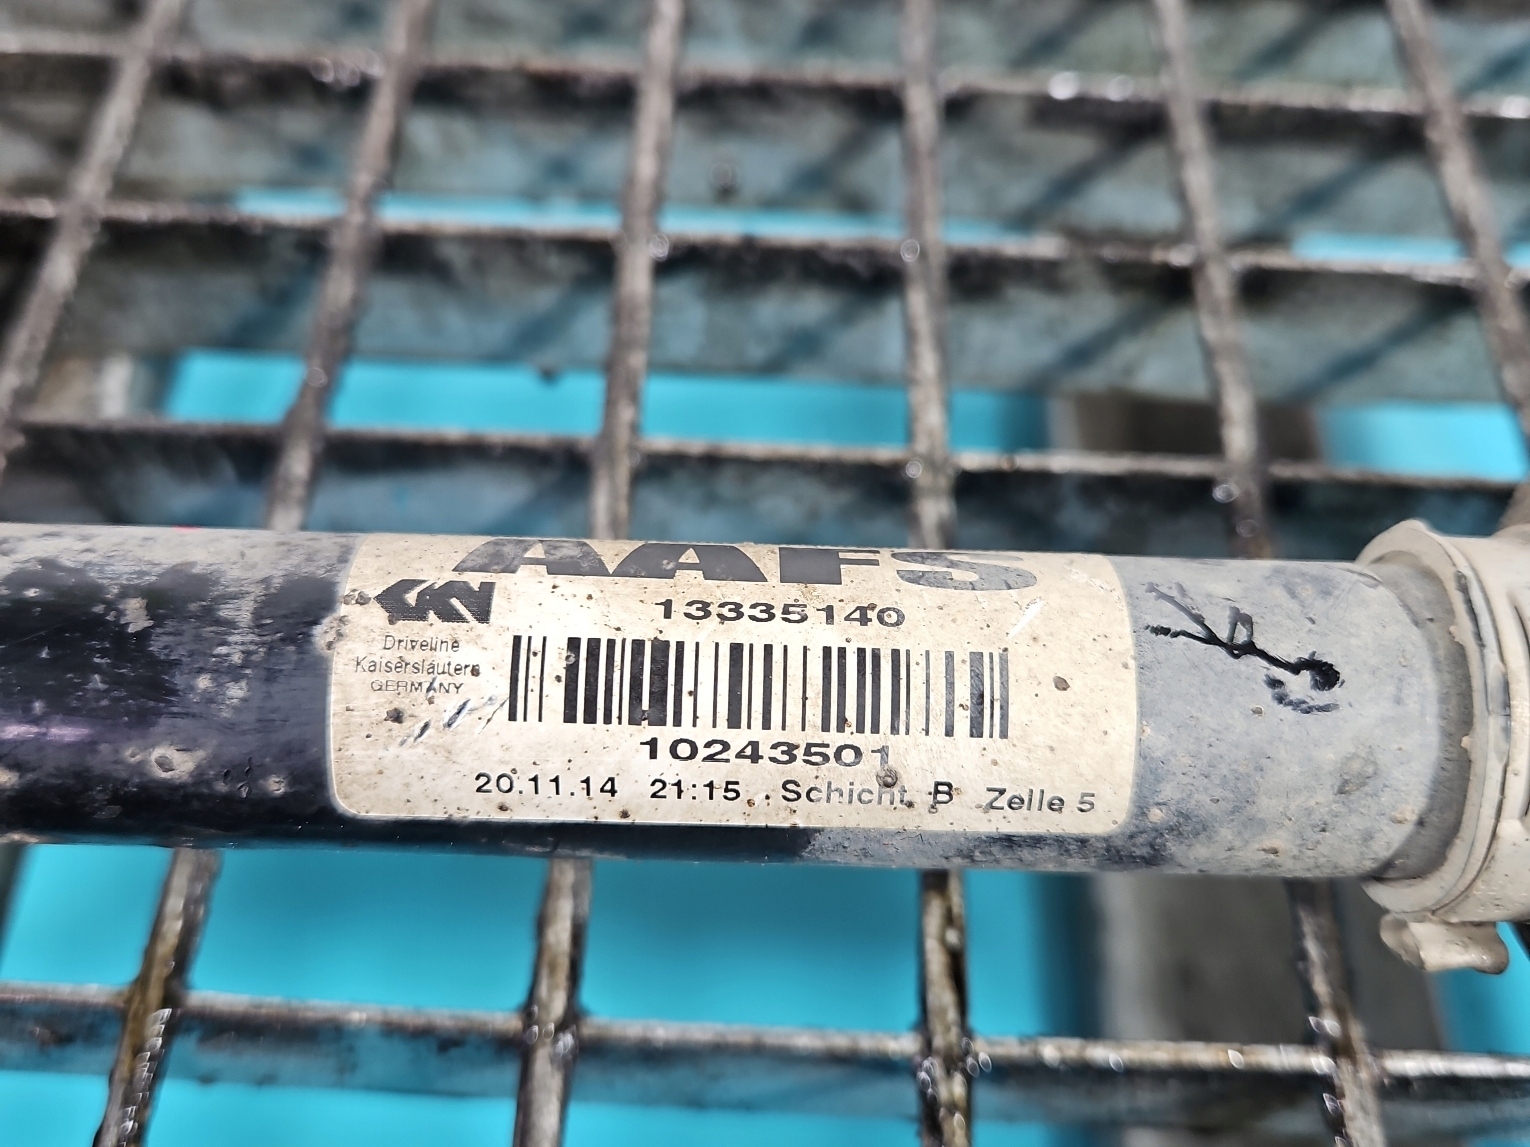 AAFS
GKN
13335140
Driveline
Kaiserslautern
GERMANY
10243501
20.11.14 21:15 Schicht B Zelle 5